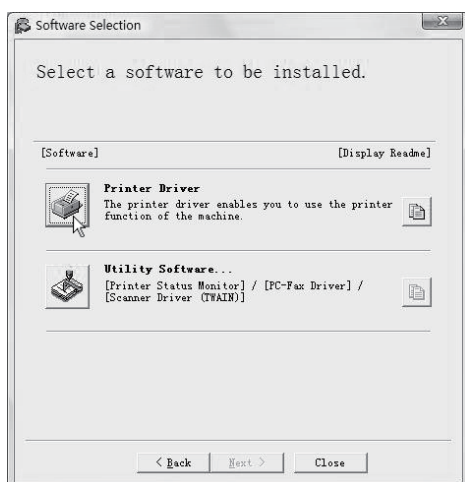 Software Selection
Select a software to be installed.
[Software] [Display Readme]
Printer Driver
The printer driver enables you to use the printer
function of the machine.
Utility Software...
[Printer Status Monitor] / [PC-Fax Driver] /
[Scanner Driver (TWAIN)]
< Back Next > Close